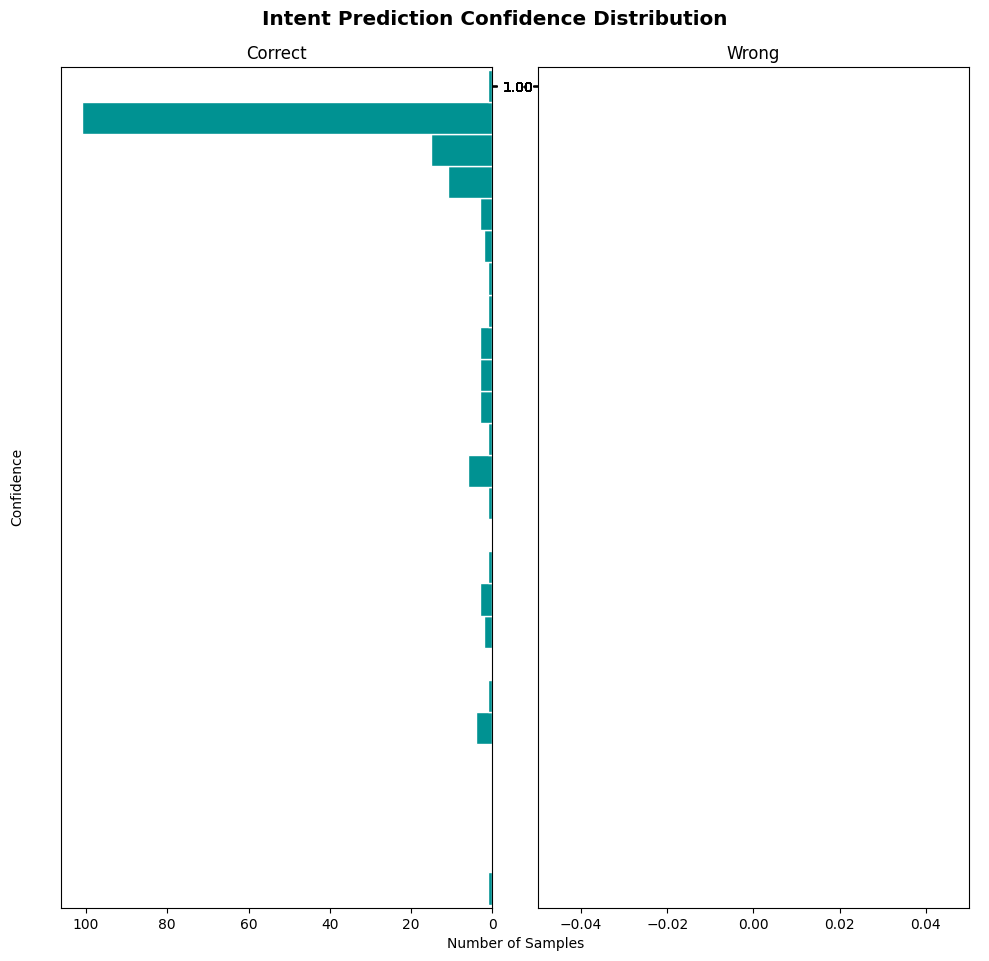 Intent Prediction Confidence Distribution
Correct
Wrong
1.00
Confidence
100 80 60 40 20 0
−0.04 −0.02 0.00 0.02 0.04
Number of Samples